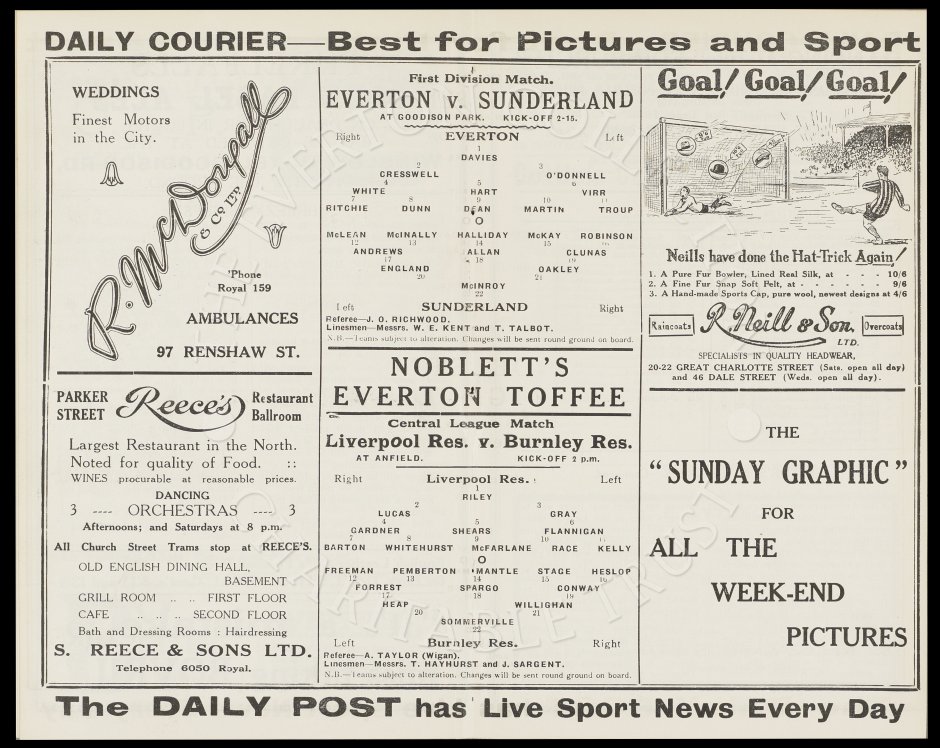 DAILY COURIER—Best for Pictures and Sport
WEDDINGS
Finest Motors
in the City.
R. McDougall
& Co LTD
'Phone
Royal 159
AMBULANCES
97 RENSHAW ST.
PARKER
STREET
Reece's
Restaurant
Ballroom
Largest Restaurant in the North.
Noted for quality of Food. ::
WINES procurable at reasonable prices.
DANCING
3 ---- ORCHESTRAS ---- 3
Afternoons; and Saturdays at 8 p.m.
All Church Street Trams stop at REECE'S.
OLD ENGLISH DINING HALL,
BASEMENT
GRILL ROOM .. .. FIRST FLOOR
CAFE .. .. .. SECOND FLOOR
Bath and Dressing Rooms : Hairdressing
S. REECE & SONS LTD.
Telephone 6050 Royal.
First Division Match.
EVERTON v. SUNDERLAND
AT GOODISON PARK. KICK-OFF 2-15.
Right EVERTON Left
1
DAVIES
2 3
CRESSWELL O'DONNELL
4 5 6
WHITE HART VIRR
7 8 9 10 11
RITCHIE DUNN DEAN MARTIN TROUP
O
McLEAN McINALLY HALLIDAY McKAY ROBINSON
12 13 14 15 16
ANDREWS ALLAN CLUNAS
17 18 19
ENGLAND OAKLEY
20 21
McINROY
22
Left SUNDERLAND Right
Referee—J. O. RICHWOOD.
Linesmen—Messrs. W. E. KENT and T. TALBOT.
N.B.—Teams subject to alteration. Changes will be sent round ground on board.
NOBLETT'S
EVERTON TOFFEE
Central League Match
Liverpool Res. v. Burnley Res.
AT ANFIELD. KICK-OFF 2 p.m.
Right Liverpool Res. Left
1
RILEY
2 3
LUCAS GRAY
4 5 6
GARDNER SHEARS FLANNIGAN
7 8 9 10 11
BARTON WHITEHURST McFARLANE RACE KELLY
O
FREEMAN PEMBERTON MANTLE STAGE HESLOP
12 13 14 15 16
FORREST SPARGO CONWAY
17 18 19
HEAP WILLIGHAN
20 21
SOMMERVILLE
22
Left Burnley Res. Right
Referee—A. TAYLOR (Wigan).
Linesmen—Messrs. T. HAYHURST and J. SARGENT.
N.B.—Teams subject to alteration. Changes will be sent round ground on board.
Goal! Goal! Goal!
Neills have done the Hat-Trick Again!
1. A Pure Fur Bowler, Lined Real Silk, at - - - 10/6
2. A Fine Fur Snap Soft Felt, at - - - - - 9/6
3. A Hand-made Sports Cap, pure wool, newest designs at 4/6
Raincoats R. Neill & Son, LTD. Overcoats
SPECIALISTS IN QUALITY HEADWEAR,
20-22 GREAT CHARLOTTE STREET (Sats. open all day)
and 46 DALE STREET (Weds. open all day).
THE
"SUNDAY GRAPHIC"
FOR
ALL THE
WEEK-END
PICTURES
The DAILY POST has Live Sport News Every Day